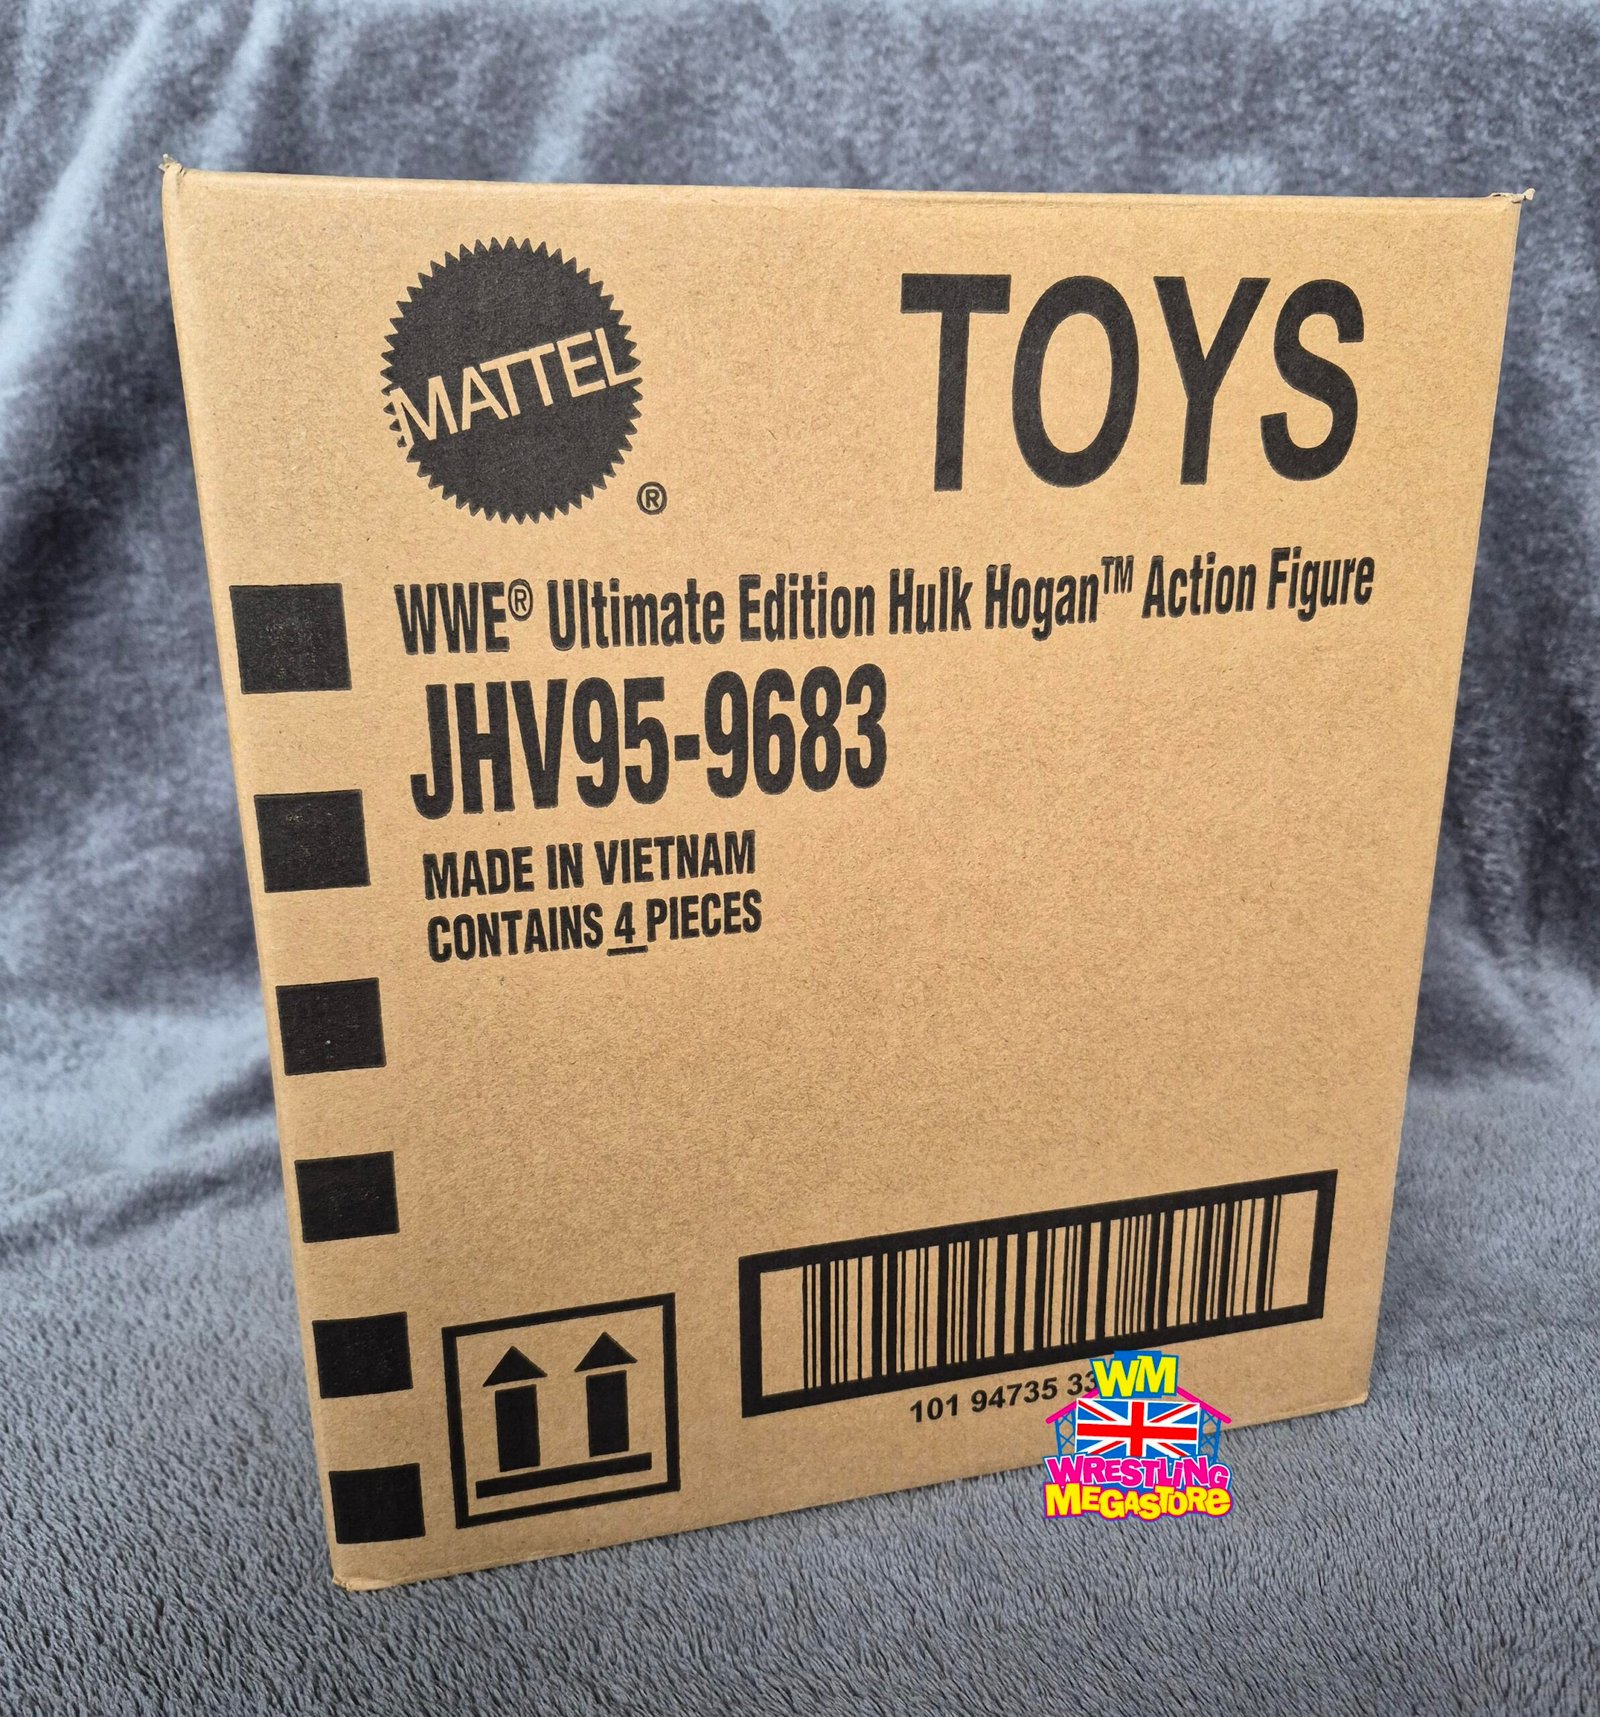 MATTEL
®
TOYS
WWE® Ultimate Edition Hulk Hogan™ Action Figure
JHV95-9683
MADE IN VIETNAM
CONTAINS 4 PIECES
101 94735 33
WM
WRESTLING
MEGASTORE